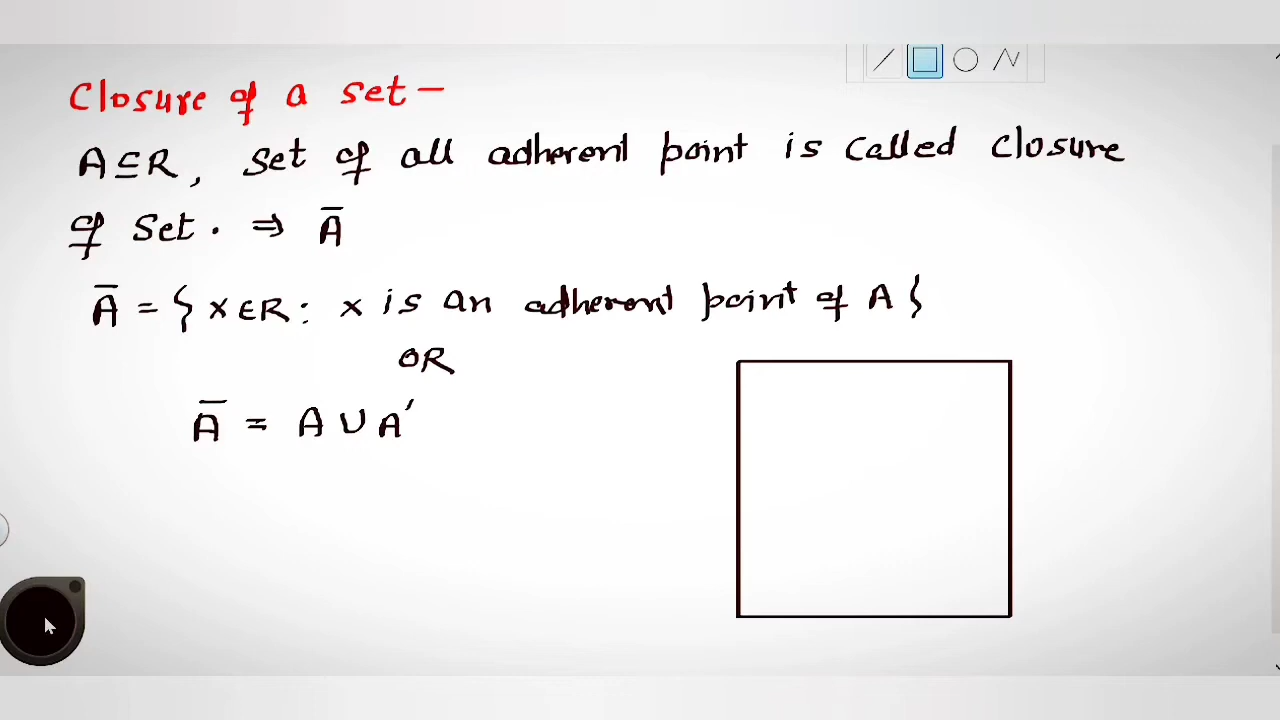 Closure of a set -
A⊆R, Set of all adherent point is called closure
of Set. ⇒ A̅
A̅ = { x ∈ R : x is an adherent point of A }
OR
A̅ = A ∪ A'